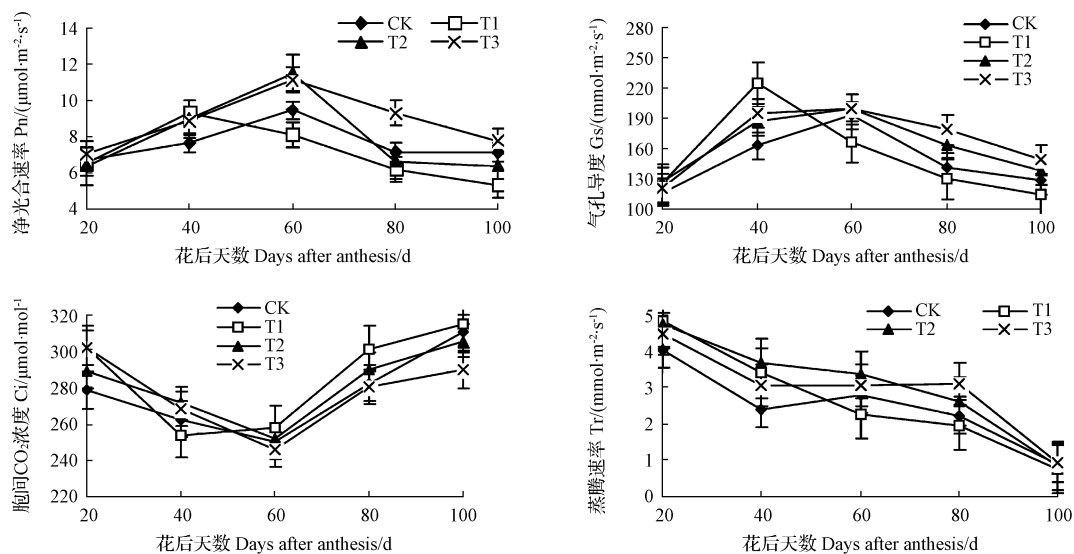 净光合速率 Pn/(μmol·m⁻²·s⁻¹)
14
12
10
8
6
4
CK
T1
T2
T3
20 40 60 80 100
花后天数 Days after anthesis/d
气孔导度 Gs/(mmol·m⁻²·s⁻¹)
280
250
220
190
160
130
100
CK
T1
T2
T3
20 40 60 80 100
花后天数 Days after anthesis/d
胞间CO₂浓度 Ci/μmol·mol⁻¹
320
300
280
260
240
220
CK
T1
T2
T3
20 40 60 80 100
花后天数 Days after anthesis/d
蒸腾速率 Tr/(mmol·m⁻²·s⁻¹)
5
4
3
2
1
0
CK
T1
T2
T3
20 40 60 80 100
花后天数 Days after anthesis/d